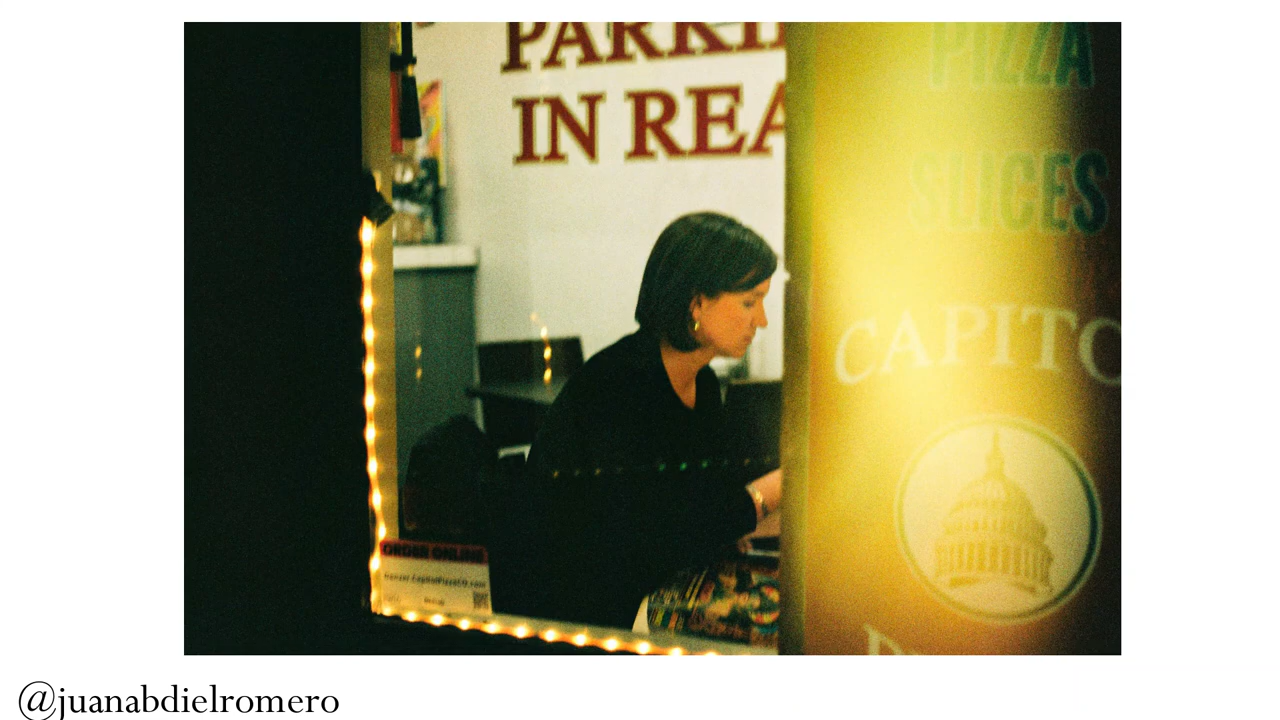 PARKI
IN REA
PIZZA
SLICES
CAPITO
ORDER ONLINE
@juanabdielromero